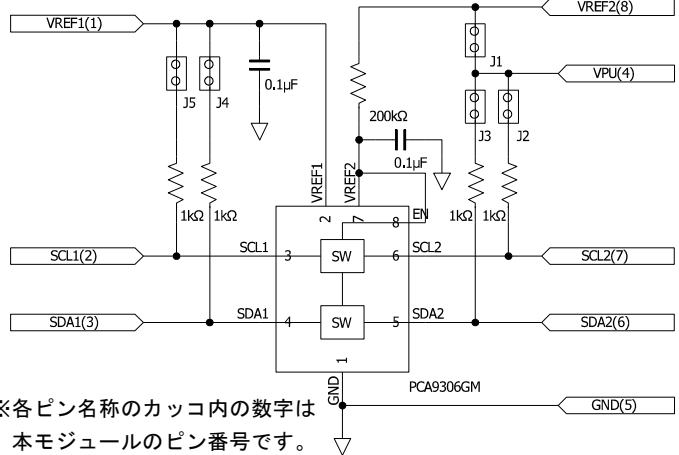 VREF1(1)
VREF2(8)
J1
VPU(4)
0.1μF
J5
J4
J3
J2
200kΩ
0.1μF
VREF1
VREF2
1kΩ
1kΩ
1kΩ
1kΩ
2
7
8
EN
SCL1(2)
SCL1
3
SW
6
SCL2
SCL2(7)
SDA1(3)
SDA1
4
SW
5
SDA2
SDA2(6)
1
GND
PCA9306GM
GND(5)
※各ピン名称のカッコ内の数字は
本モジュールのピン番号です。